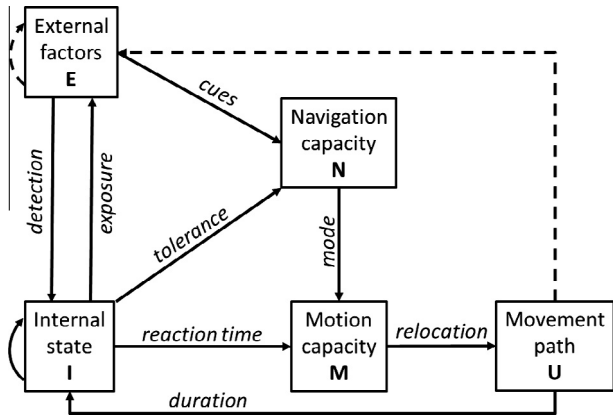 External
factors
E
cues
Navigation
capacity
N
detection
exposure
tolerance
mode
Internal
state
I
reaction time
Motion
capacity
M
relocation
Movement
path
U
duration